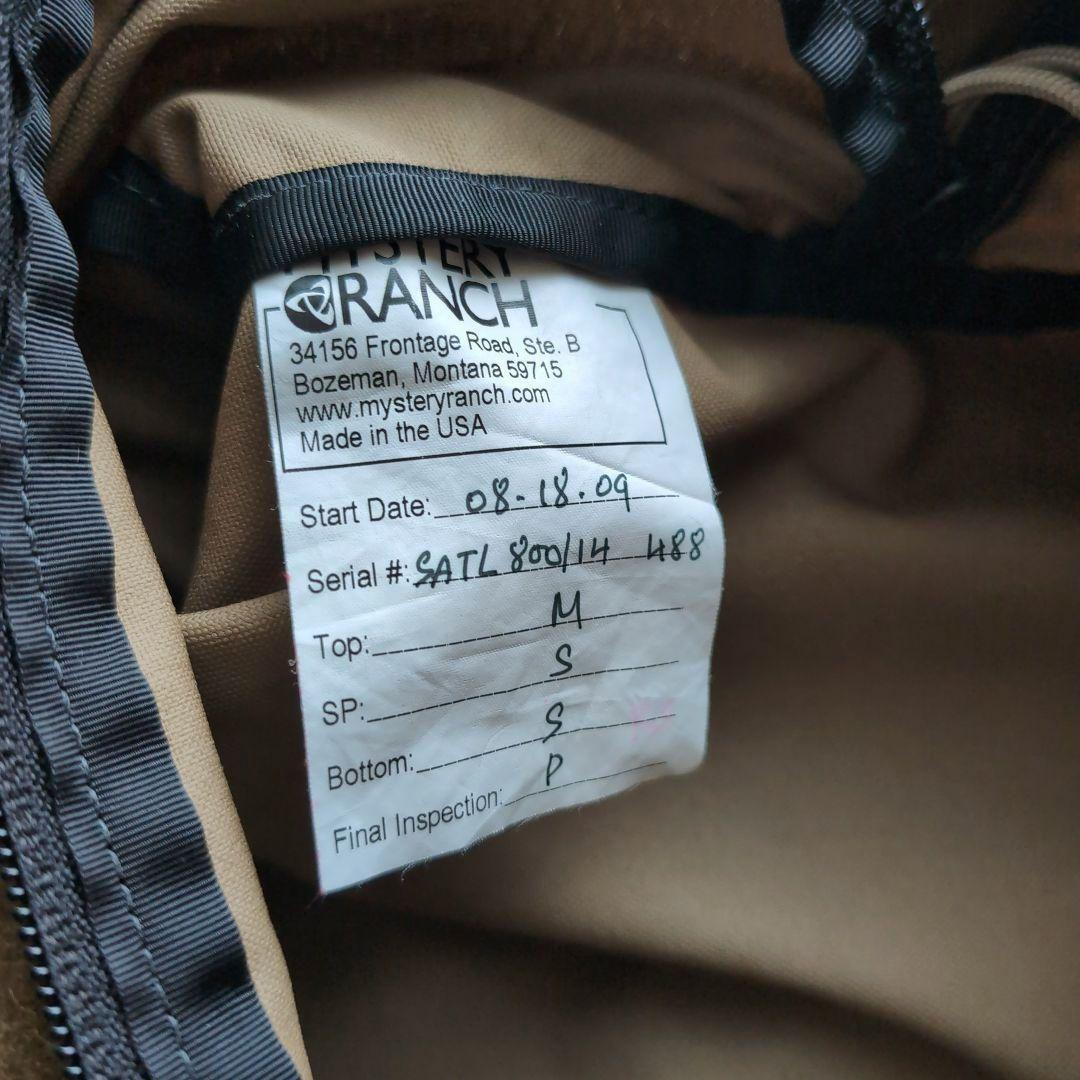 MYSTERY
RANCH
34156 Frontage Road, Ste. B
Bozeman, Montana 59715
www.mysteryranch.com
Made in the USA
Start Date: 08-18.09
Serial #: SATL 800/14 488
Top: M
SP: S
Bottom: S
Final Inspection: P